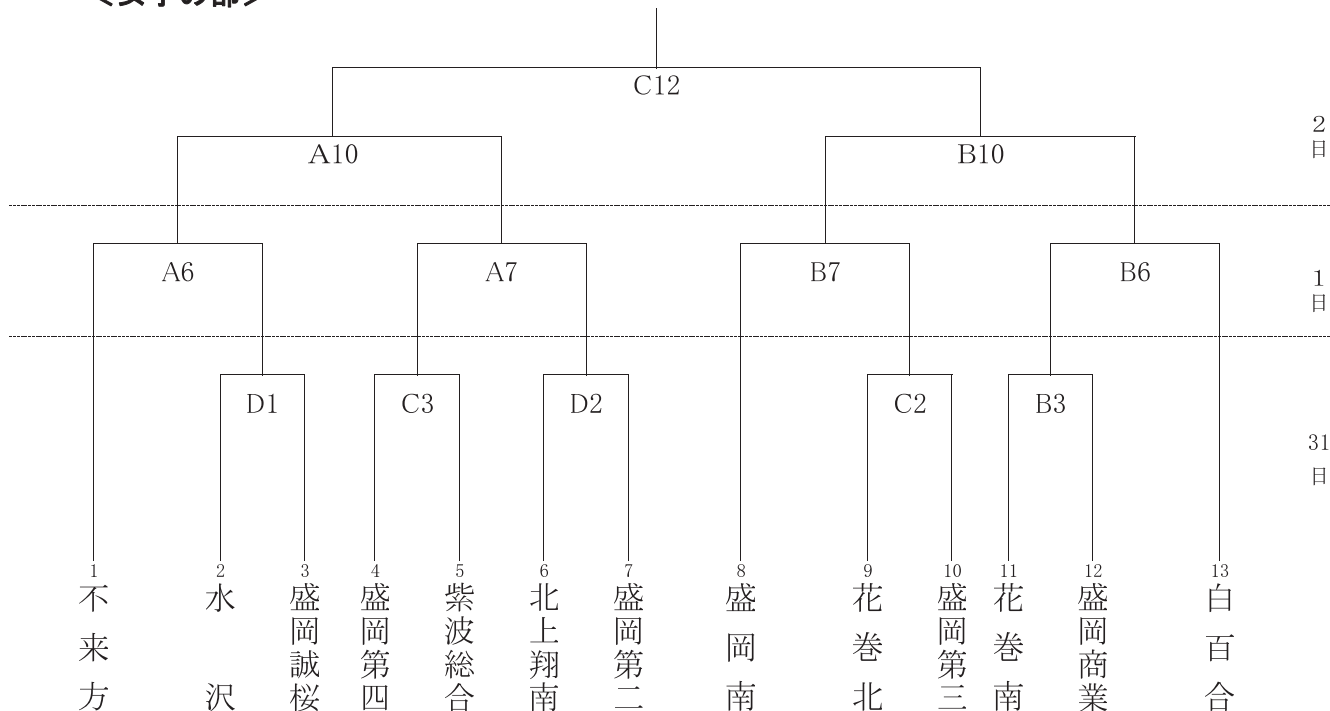 C12
A10
B10
2日
A6
A7
B7
B6
1日
D1
C3
D2
C2
B3
31日
1
2
3
4
5
6
7
8
9
10
11
12
13
不来方
水沢
盛岡誠桜
盛岡第四
紫波総合
北上翔南
盛岡第二
盛岡南
花巻北
盛岡第三
花巻南
盛岡商業
白百合